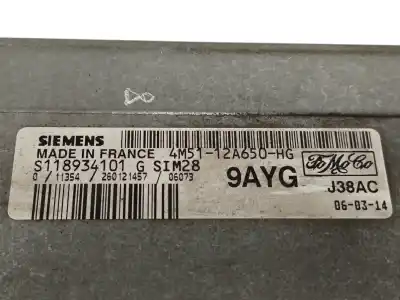 SIEMENS
MADE IN FRANCE 4M51-12A650-HG
S118934101 G SIM28
0 / 11354 / 260121457 / 06073
9AYG
FoMoCo
J38AC
06-03-14